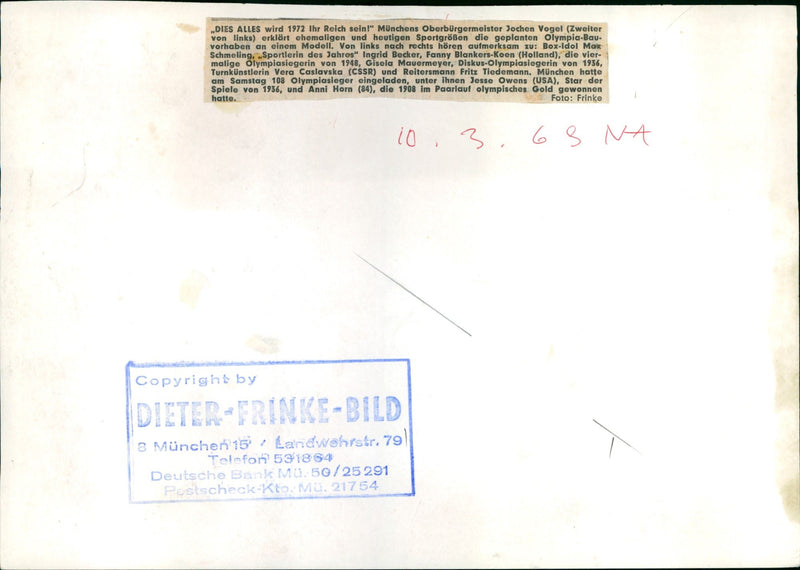 „DIES ALLES wird 1972 Ihr Reich sein!" Münchens Oberbürgermeister Jochen Vogel (Zweiter
von links) erklärt ehemaligen und heutigen Sportgrößen die geplanten Olympia-Bau-
vorhaben an einem Modell. Von links nach rechts hören aufmerksam zu: Box-Idol Max
Schmeling, „Sportlerin des Jahres" Ingrid Becker, Fanny Blankers-Koen (Holland), die vier-
malige Olympiasiegerin von 1948, Gisela Mauermeyer, Diskus-Olympiasiegerin von 1936,
Turnkünstlerin Vera Caslavska (CSSR) und Reitersmann Fritz Tiedemann. München hatte
am Samstag 108 Olympiasieger eingeladen, unter ihnen Jesse Owens (USA), Star der
Spiele von 1936, und Anni Horn (84), die 1908 im Paarlauf olympisches Gold gewonnen
hatte. Foto: Frinke
10. 3. 69 NA
Copyright by
DIETER-FRINKE-BILD
8 München 15 · Landwehrstr. 79
Telefon 531864
Deutsche Bank Mü. 50/25291
Postscheck-Kto. Mü. 21754